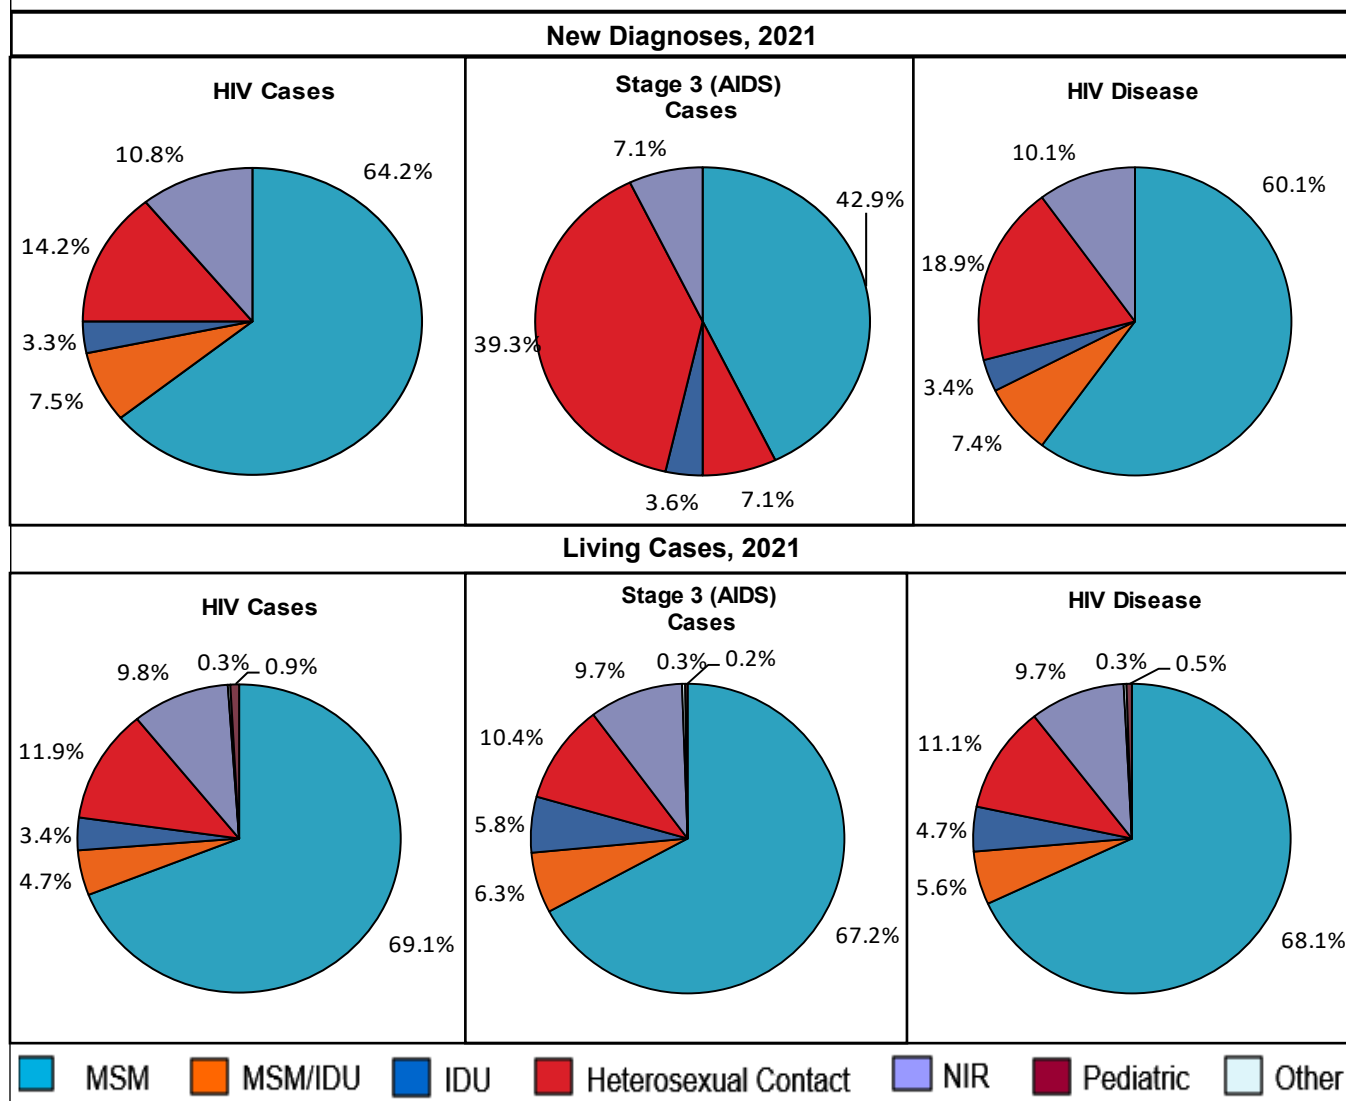 New Diagnoses, 2021
HIV Cases
10.8%
64.2%
14.2%
3.3%
7.5%
Stage 3 (AIDS)
Cases
7.1%
42.9%
39.3%
3.6%
7.1%
HIV Disease
10.1%
60.1%
18.9%
3.4%
7.4%
Living Cases, 2021
HIV Cases
9.8%
0.3%
0.9%
11.9%
3.4%
4.7%
69.1%
Stage 3 (AIDS)
Cases
9.7%
0.3%
0.2%
10.4%
5.8%
6.3%
67.2%
HIV Disease
9.7%
0.3%
0.5%
11.1%
4.7%
5.6%
68.1%
MSM
MSM/IDU
IDU
Heterosexual Contact
NIR
Pediatric
Other